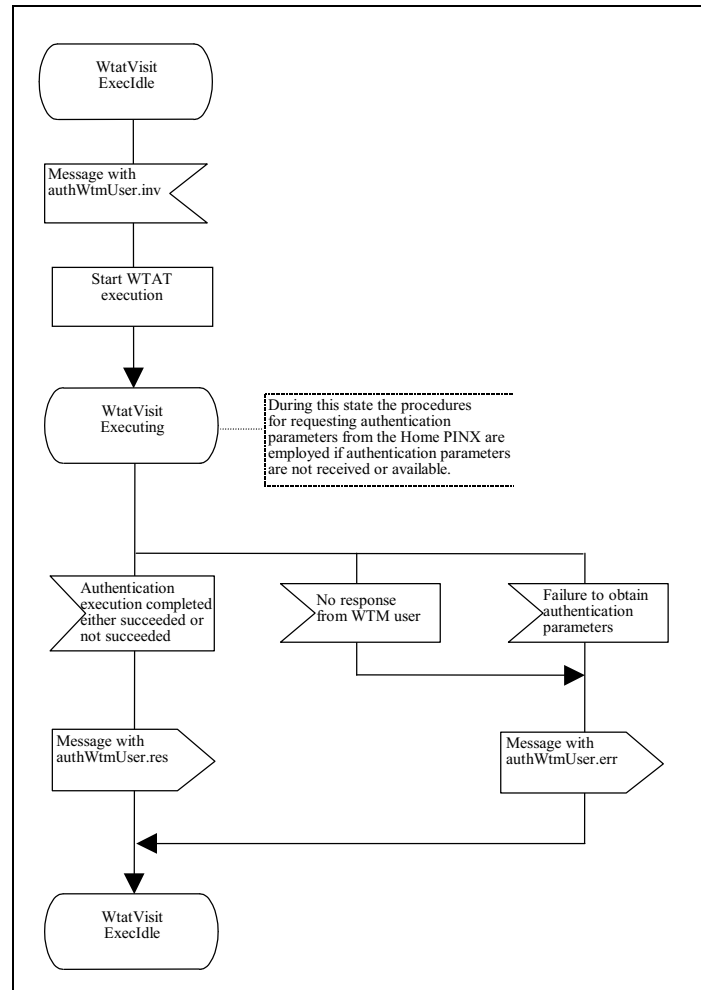 WtatVisit
ExecIdle
Message with
authWtmUser.inv
Start WTAT
execution
WtatVisit
Executing
During this state the procedures
for requesting authentication
parameters from the Home PINX are
employed if authentication parameters
are not received or available.
Authentication
execution completed
either succeeded or
not succeeded
No response
from WTM user
Failure to obtain
authentication
parameters
Message with
authWtmUser.res
Message with
authWtmUser.err
WtatVisit
ExecIdle